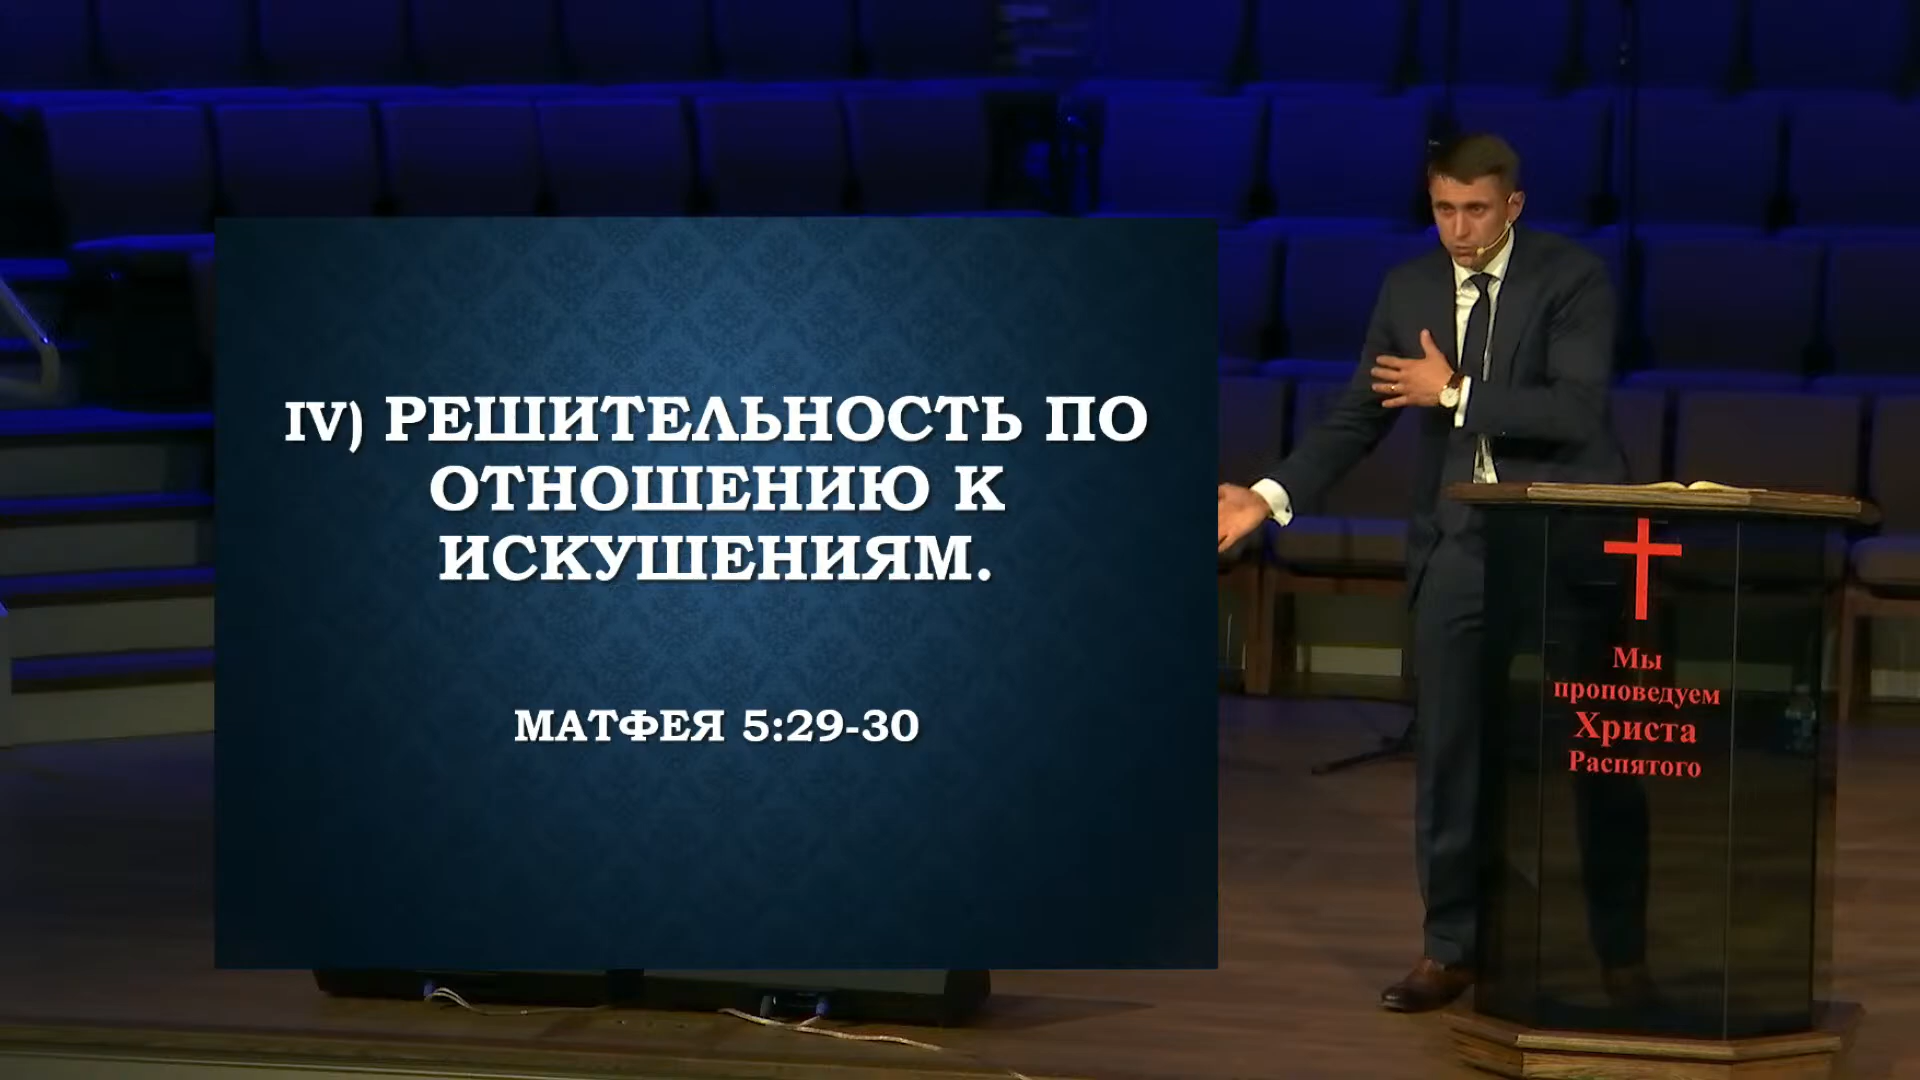 IV) РЕШИТЕЛЬНОСТЬ ПО
ОТНОШЕНИЮ К
ИСКУШЕНИЯМ.
МАТФЕЯ 5:29-30
Мы
проповедуем
Христа
Распятого